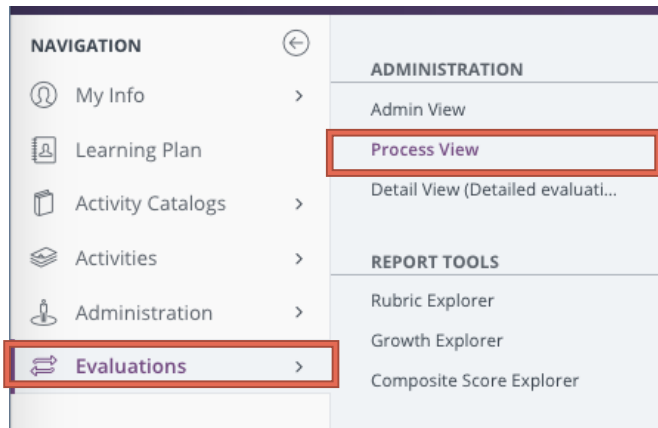 NAVIGATION
My Info
Learning Plan
Activity Catalogs
Activities
Administration
Evaluations
ADMINISTRATION
Admin View
Process View
Detail View (Detailed evaluati...
REPORT TOOLS
Rubric Explorer
Growth Explorer
Composite Score Explorer